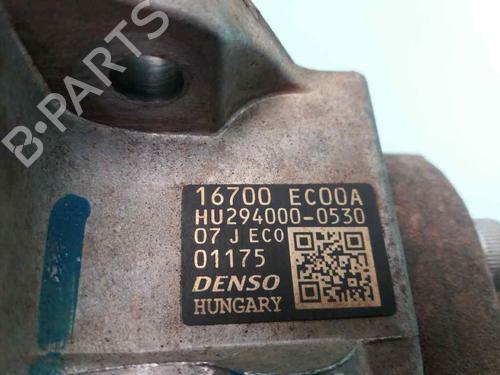 B-PARTS
16700 EC00A
HU294000-0530
07 J EC0
01175
DENSO
HUNGARY